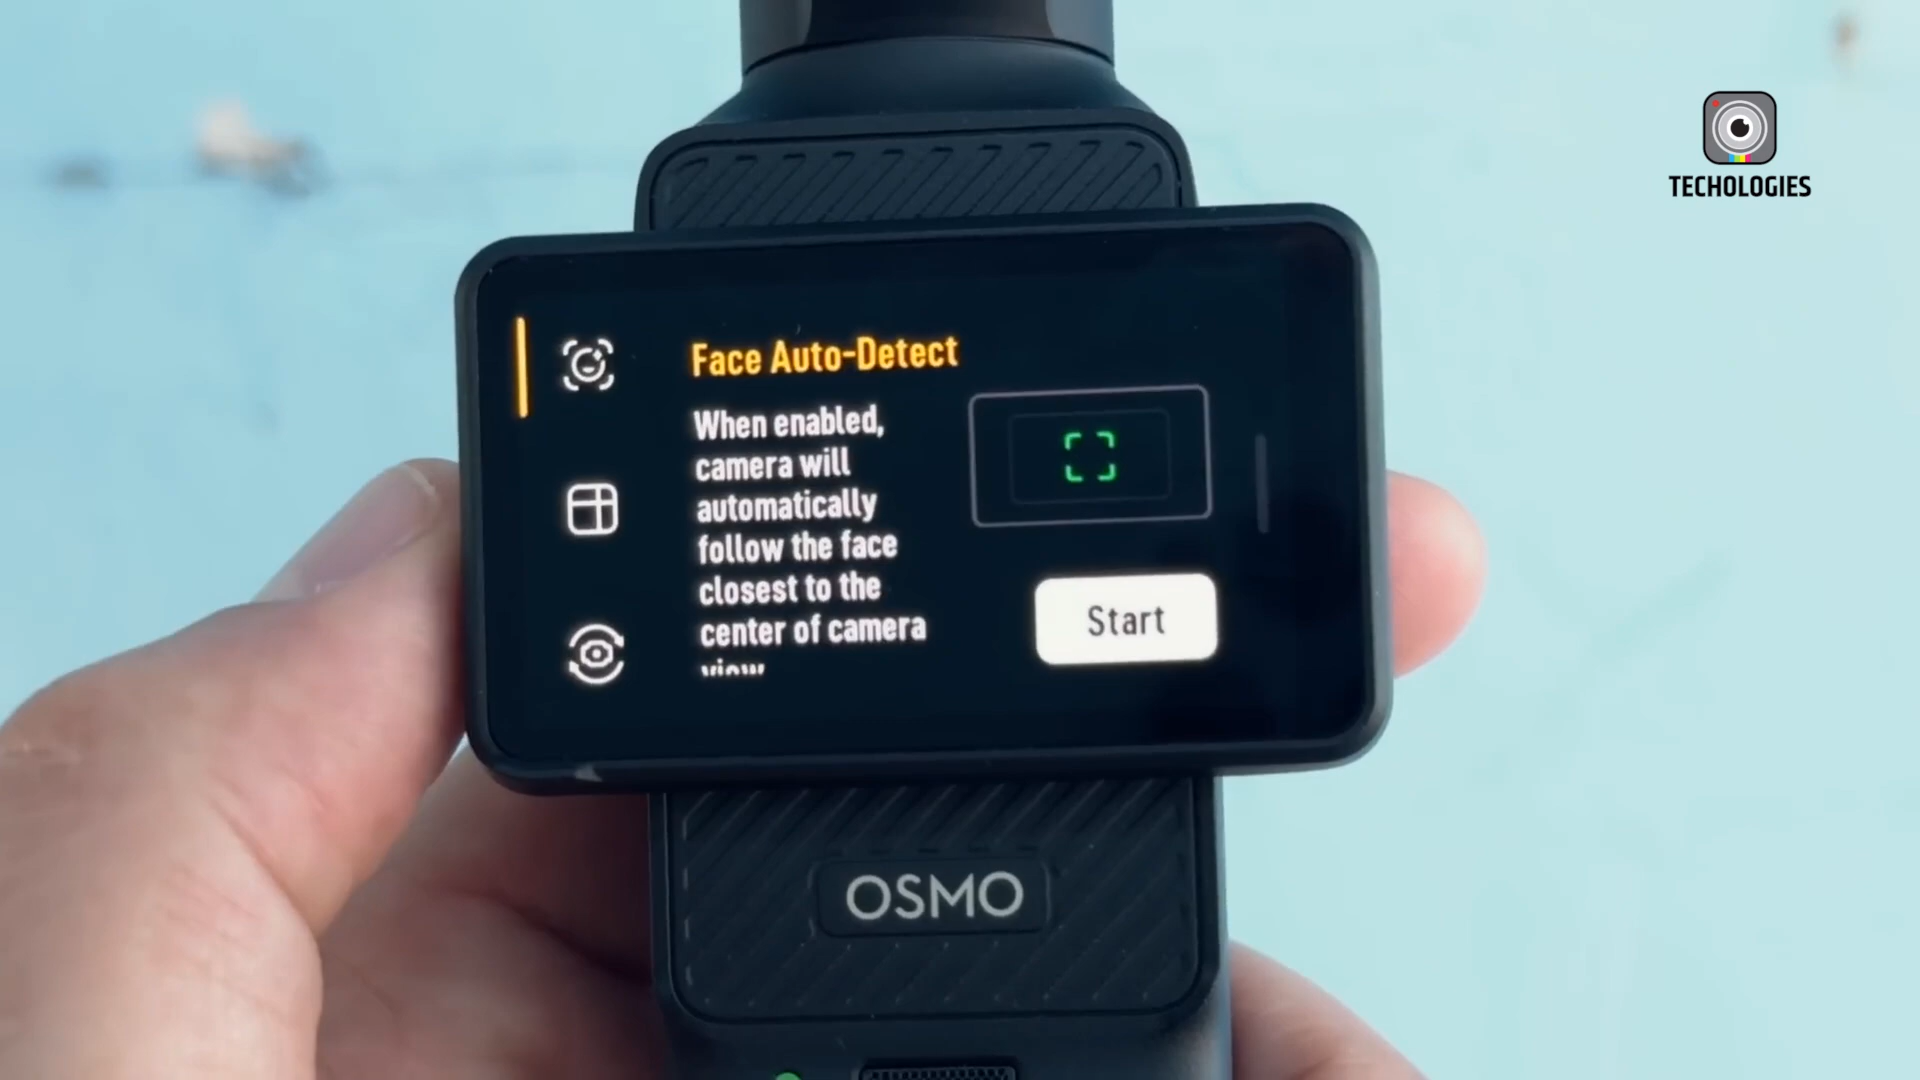 TECHOLOGIES
Face Auto-Detect
When enabled,
camera will
automatically
follow the face
closest to the
center of camera
view
Start
OSMO